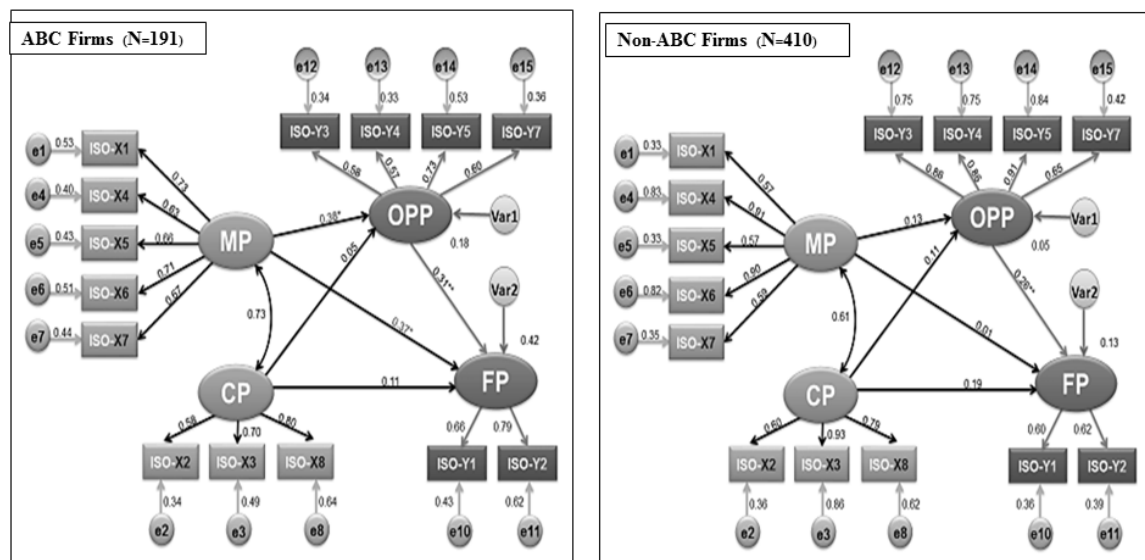 ABC Firms (N=191)
e12 e13 e14 e15
0.34 0.33 0.53 0.36
ISO-Y3 ISO-Y4 ISO-Y5 ISO-Y7
0.58 0.57 0.73 0.60
e1 0.53 ISO-X1
e4 0.40 ISO-X4
e5 0.43 ISO-X5
e6 0.51 ISO-X6
e7 0.44 ISO-X7
0.73
0.63
0.66
0.71
0.67
MP
0.36*
OPP
Var1
0.18
0.05
0.31**
Var2
0.73
0.37*
0.42
CP
0.11
FP
0.58 0.70 0.80
0.66 0.79
ISO-X2 ISO-X3 ISO-X8
ISO-Y1 ISO-Y2
0.34 0.49 0.64
0.43 0.62
e2 e3 e8
e10 e11
Non-ABC Firms (N=410)
e12 e13 e14 e15
0.75 0.75 0.84 0.42
ISO-Y3 ISO-Y4 ISO-Y5 ISO-Y7
0.86 0.86 0.91 0.65
e1 0.33 ISO-X1
e4 0.83 ISO-X4
e5 0.33 ISO-X5
e6 0.82 ISO-X6
e7 0.35 ISO-X7
0.57
0.91
0.57
0.90
0.59
MP
0.13
OPP
Var1
0.05
0.11
0.26**
Var2
0.61
0.01
0.13
CP
0.19
FP
0.60 0.93 0.79
0.60 0.62
ISO-X2 ISO-X3 ISO-X8
ISO-Y1 ISO-Y2
0.36 0.86 0.62
0.36 0.39
e2 e3 e8
e10 e11